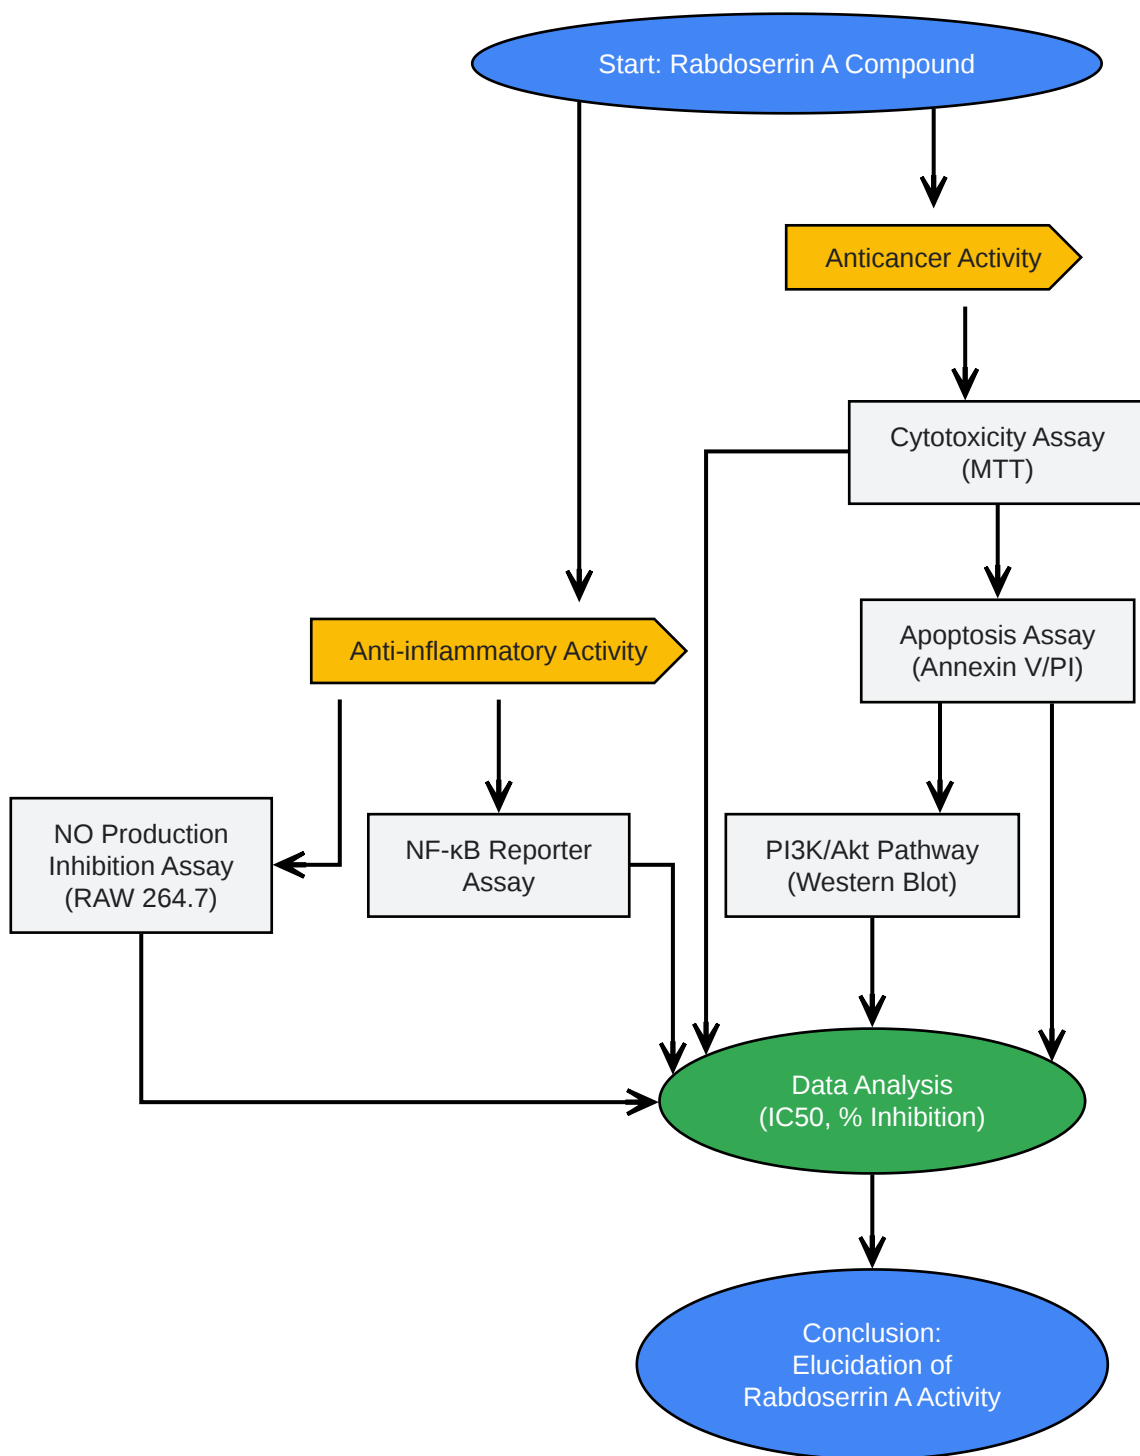 Start: Rabdoserrin A Compound
Anticancer Activity
Cytotoxicity Assay
(MTT)
Apoptosis Assay
(Annexin V/PI)
Anti-inflammatory Activity
NO Production
Inhibition Assay
(RAW 264.7)
NF-κB Reporter
Assay
PI3K/Akt Pathway
(Western Blot)
Data Analysis
(IC50, % Inhibition)
Conclusion:
Elucidation of
Rabdoserrin A Activity